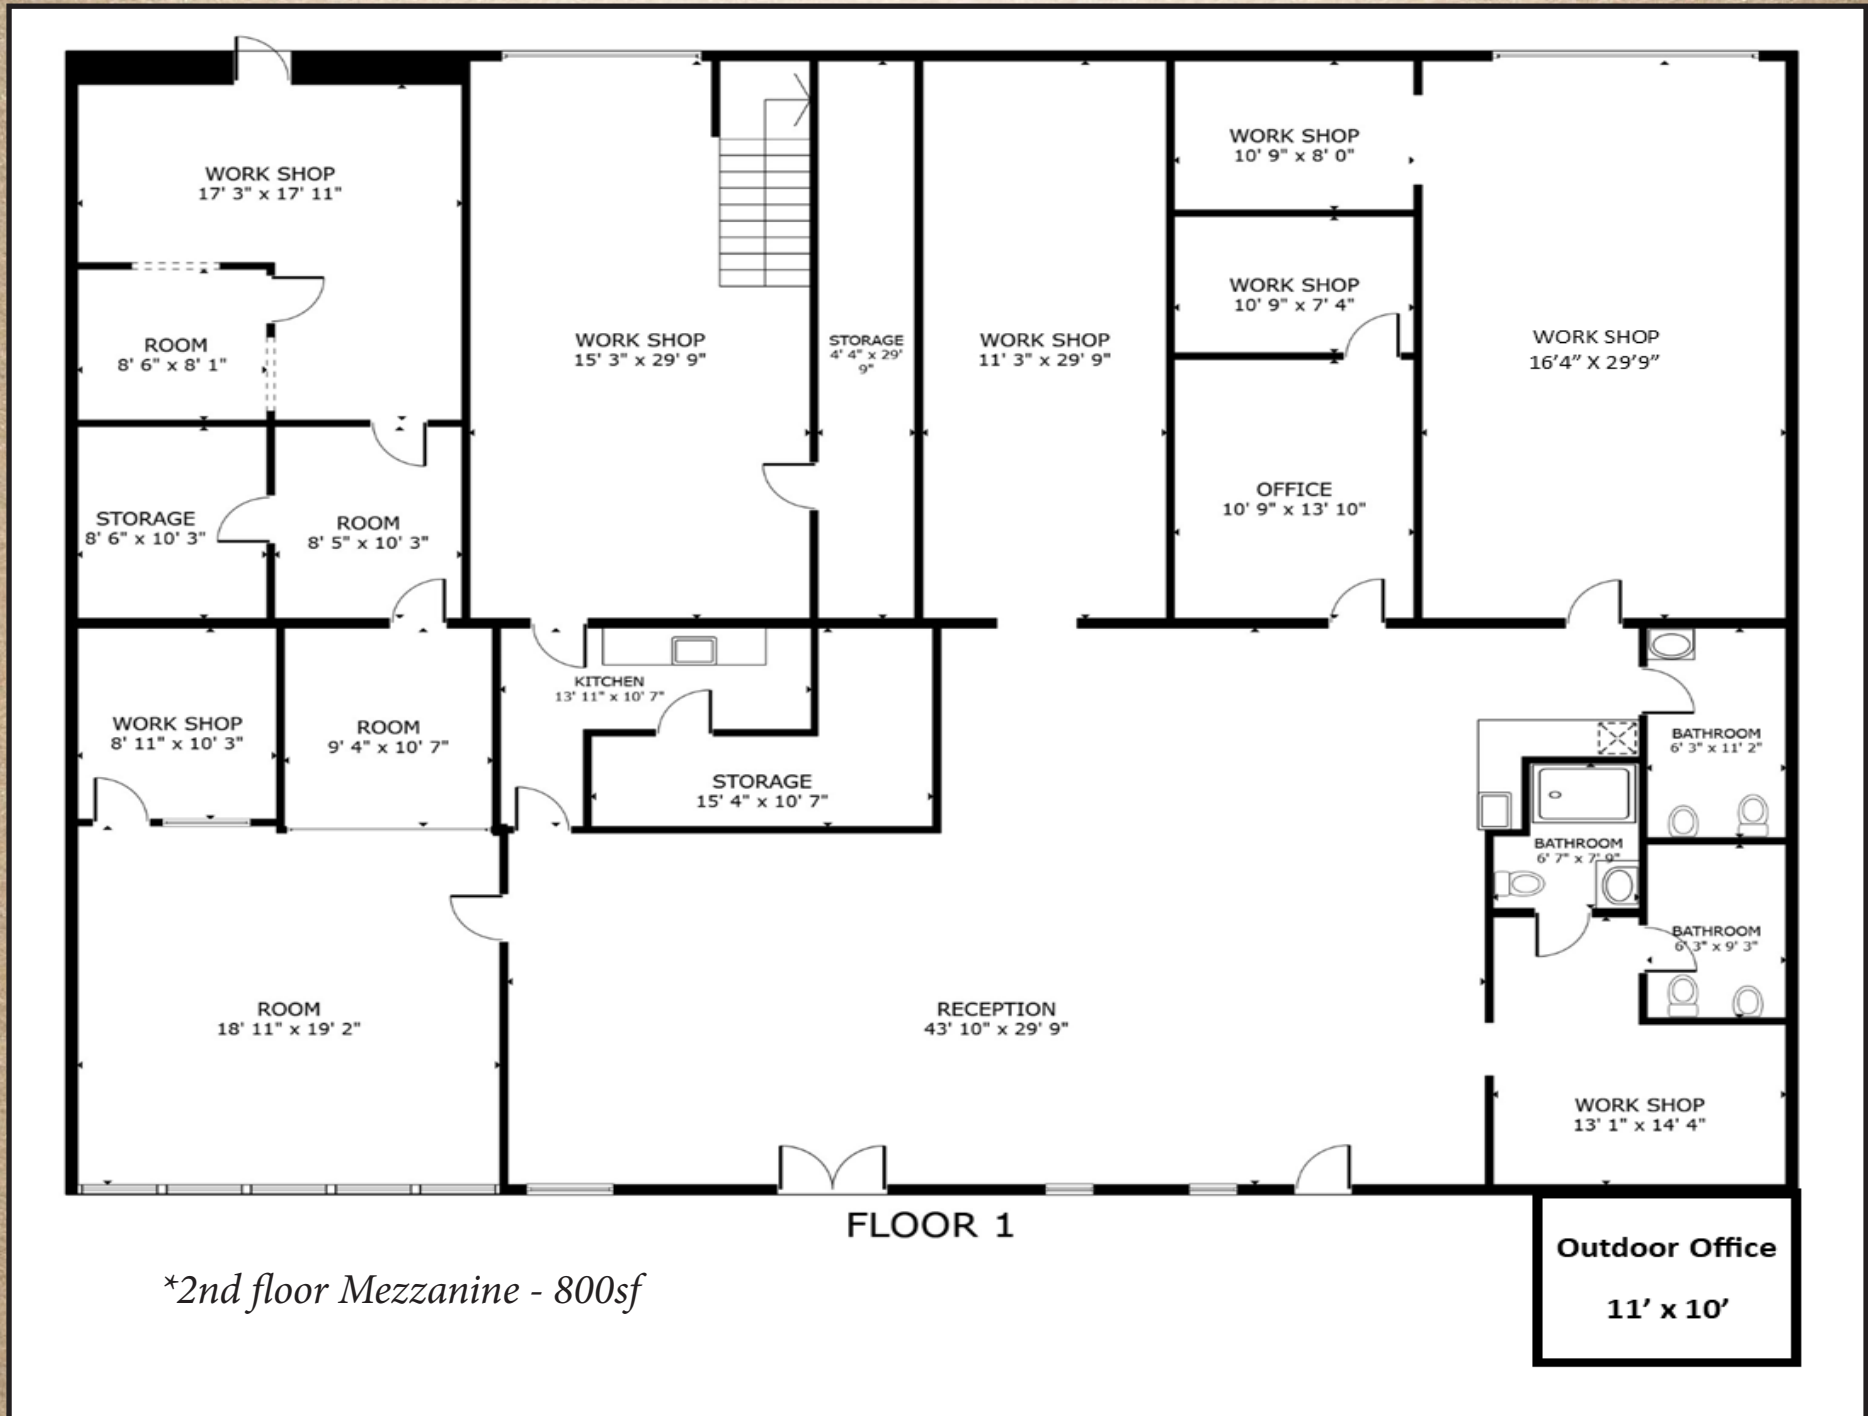 WORK SHOP
17' 3" x 17' 11"
ROOM
8' 6" x 8' 1"
STORAGE
8' 6" x 10' 3"
ROOM
8' 5" x 10' 3"
WORK SHOP
15' 3" x 29' 9"
STORAGE
4' 4" x 29'
9"
WORK SHOP
11' 3" x 29' 9"
WORK SHOP
10' 9" x 8' 0"
WORK SHOP
10' 9" x 7' 4"
OFFICE
10' 9" x 13' 10"
WORK SHOP
16’4” X 29’9”
WORK SHOP
8' 11" x 10' 3"
ROOM
9' 4" x 10' 7"
KITCHEN
13' 11" x 10' 7"
STORAGE
15' 4" x 10' 7"
BATHROOM
6' 3" x 11' 2"
BATHROOM
6' 7" x 7' 9"
BATHROOM
6' 3" x 9' 3"
ROOM
18' 11" x 19' 2"
RECEPTION
43' 10" x 29' 9"
WORK SHOP
13' 1" x 14' 4"
FLOOR 1
*2nd floor Mezzanine - 800sf
Outdoor Office
11’ x 10’